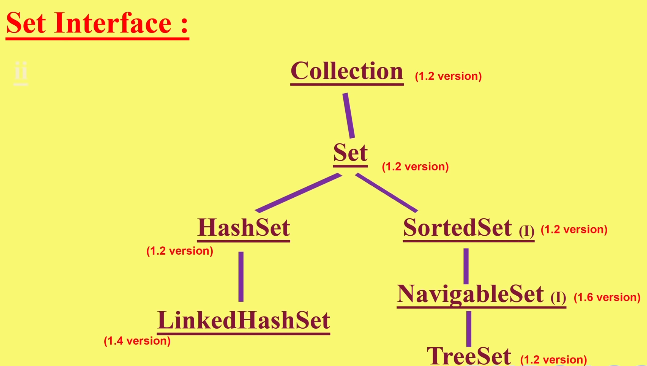 Set Interface :
Collection (1.2 version)
Set (1.2 version)
HashSet
(1.2 version)
SortedSet (I) (1.2 version)
LinkedHashSet
(1.4 version)
NavigableSet (I) (1.6 version)
TreeSet (1.2 version)